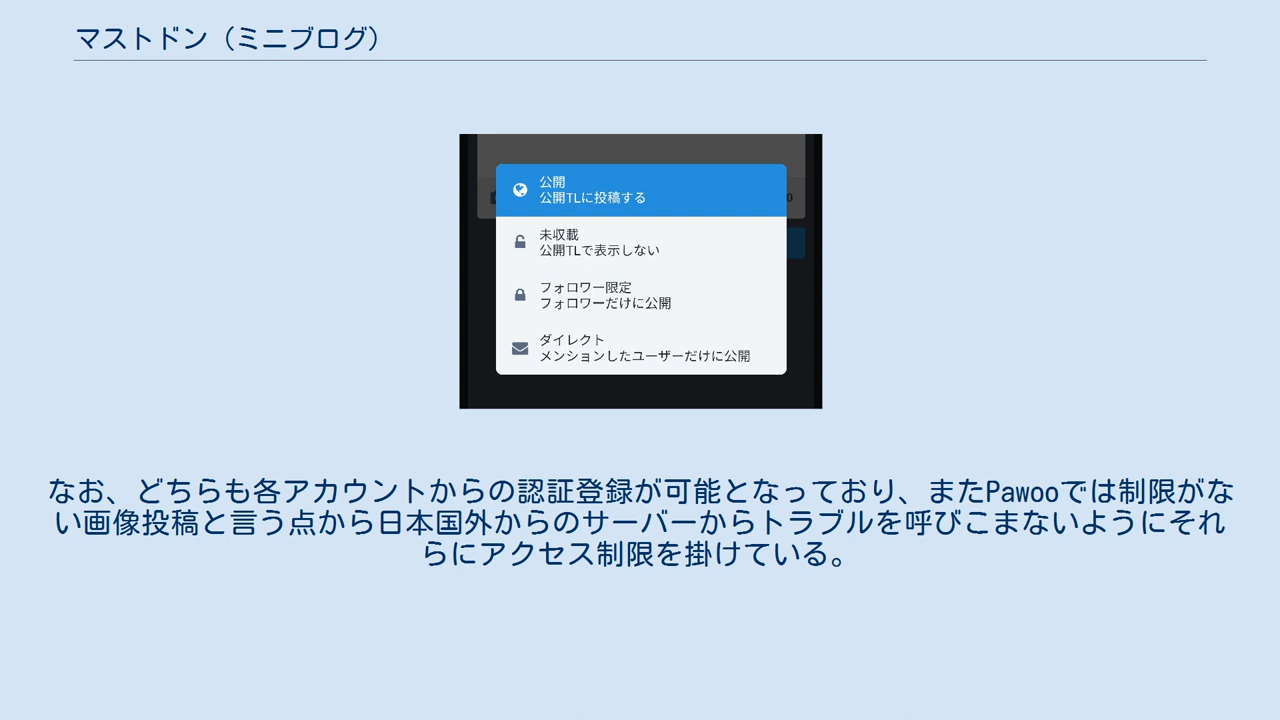 マストドン（ミニブログ）
公開
公開TLに投稿する
未収載
公開TLで表示しない
フォロワー限定
フォロワーだけに公開
ダイレクト
メンションしたユーザーだけに公開
なお、どちらも各アカウントからの認証登録が可能となっており、またPawooでは制限がな
い画像投稿と言う点から日本国外からのサーバーからトラブルを呼びこまないようにそれ
らにアクセス制限を掛けている。